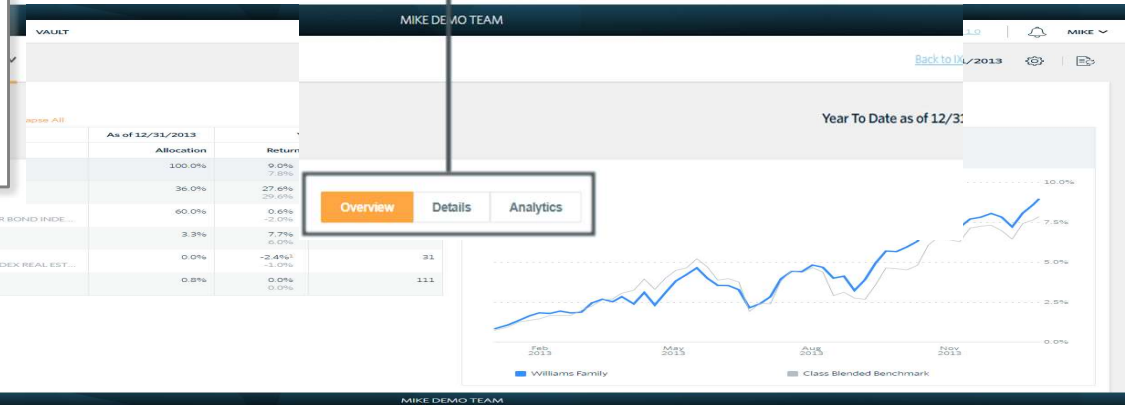 MIKE DEMO TEAM
VAULT
1.0
MIKE
Back to IX
/2013
apse All
Year To Date as of 12/31
As of 12/31/2013
Allocation Return
100.0% 9.0%
7.8%
36.0% 27.6%
29.6%
R BOND INDE... 60.0% 0.6%
-2.0%
3.3% 7.7%
6.0%
DEX REAL EST... 0.0% -2.4%² 31
-1.0%
0.8% 0.0% 111
0.0%
Overview Details Analytics
10.0%
7.5%
5.0%
2.5%
0.0%
Feb 2013
May 2013
Aug 2013
Nov 2013
Williams Family
Class Blended Benchmark
MIKE DEMO TEAM